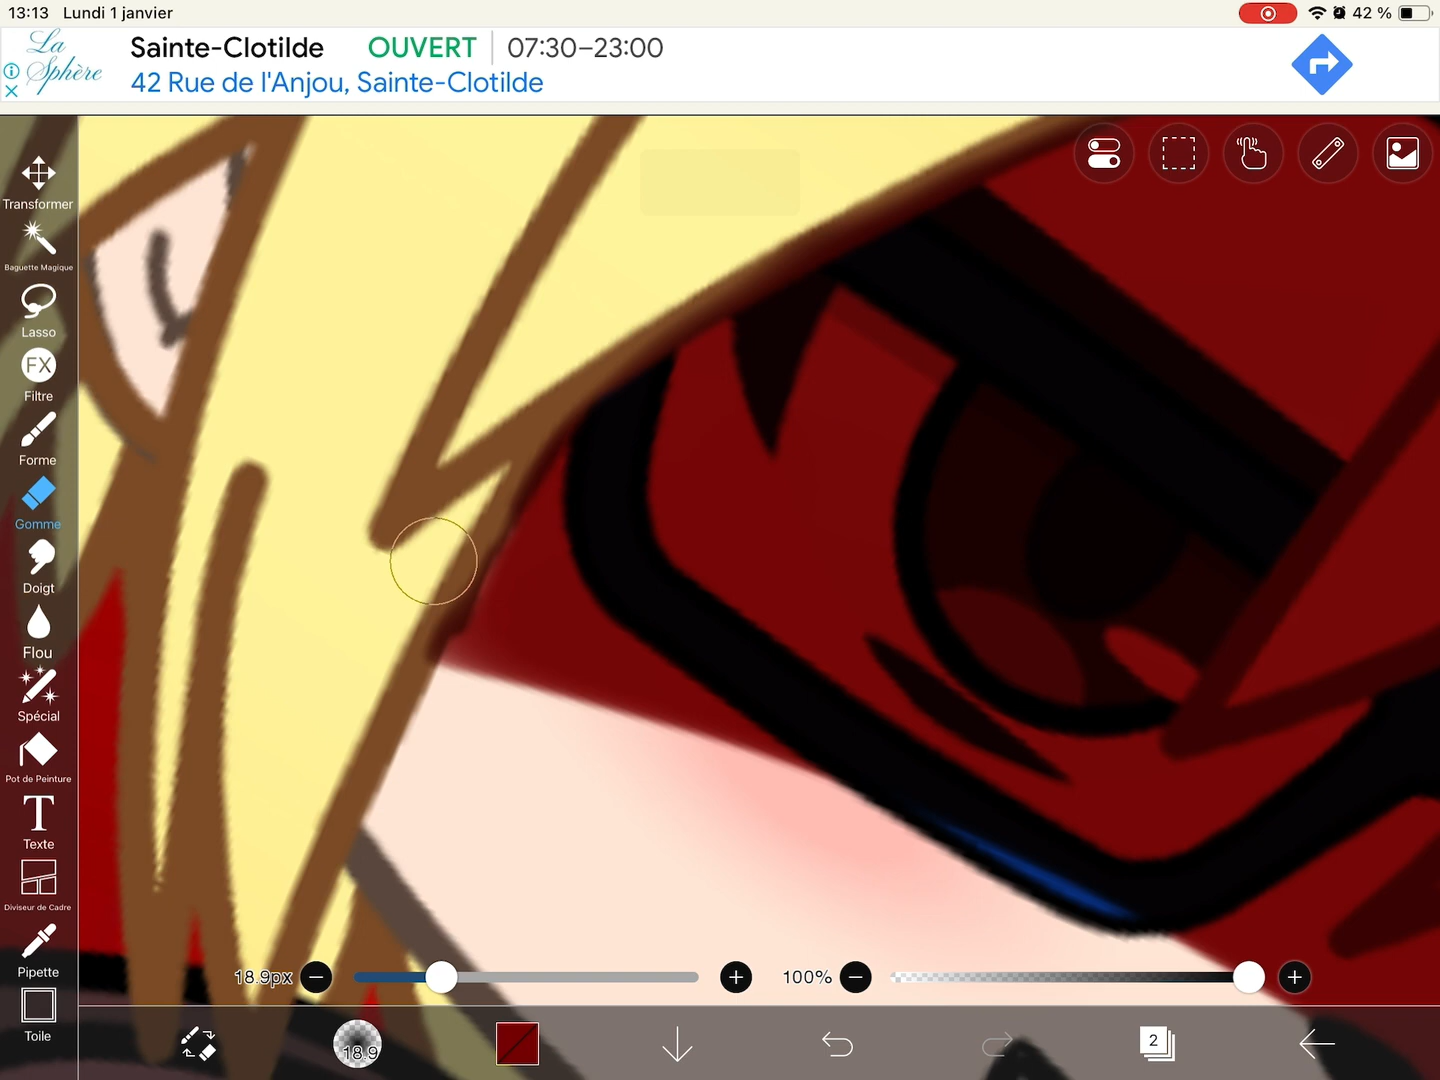 13:13 Lundi 1 janvier
42 %
La Sphère
Sainte-Clotilde OUVERT 07:30–23:00
42 Rue de l'Anjou, Sainte-Clotilde
Transformer
Baguette Magique
Lasso
FX
Filtre
Forme
Gomme
Doigt
Flou
Spécial
Pot de Peinture
T
Texte
Diviseur de Cadre
Pipette
Toile
18.9px
100%
18.9
2